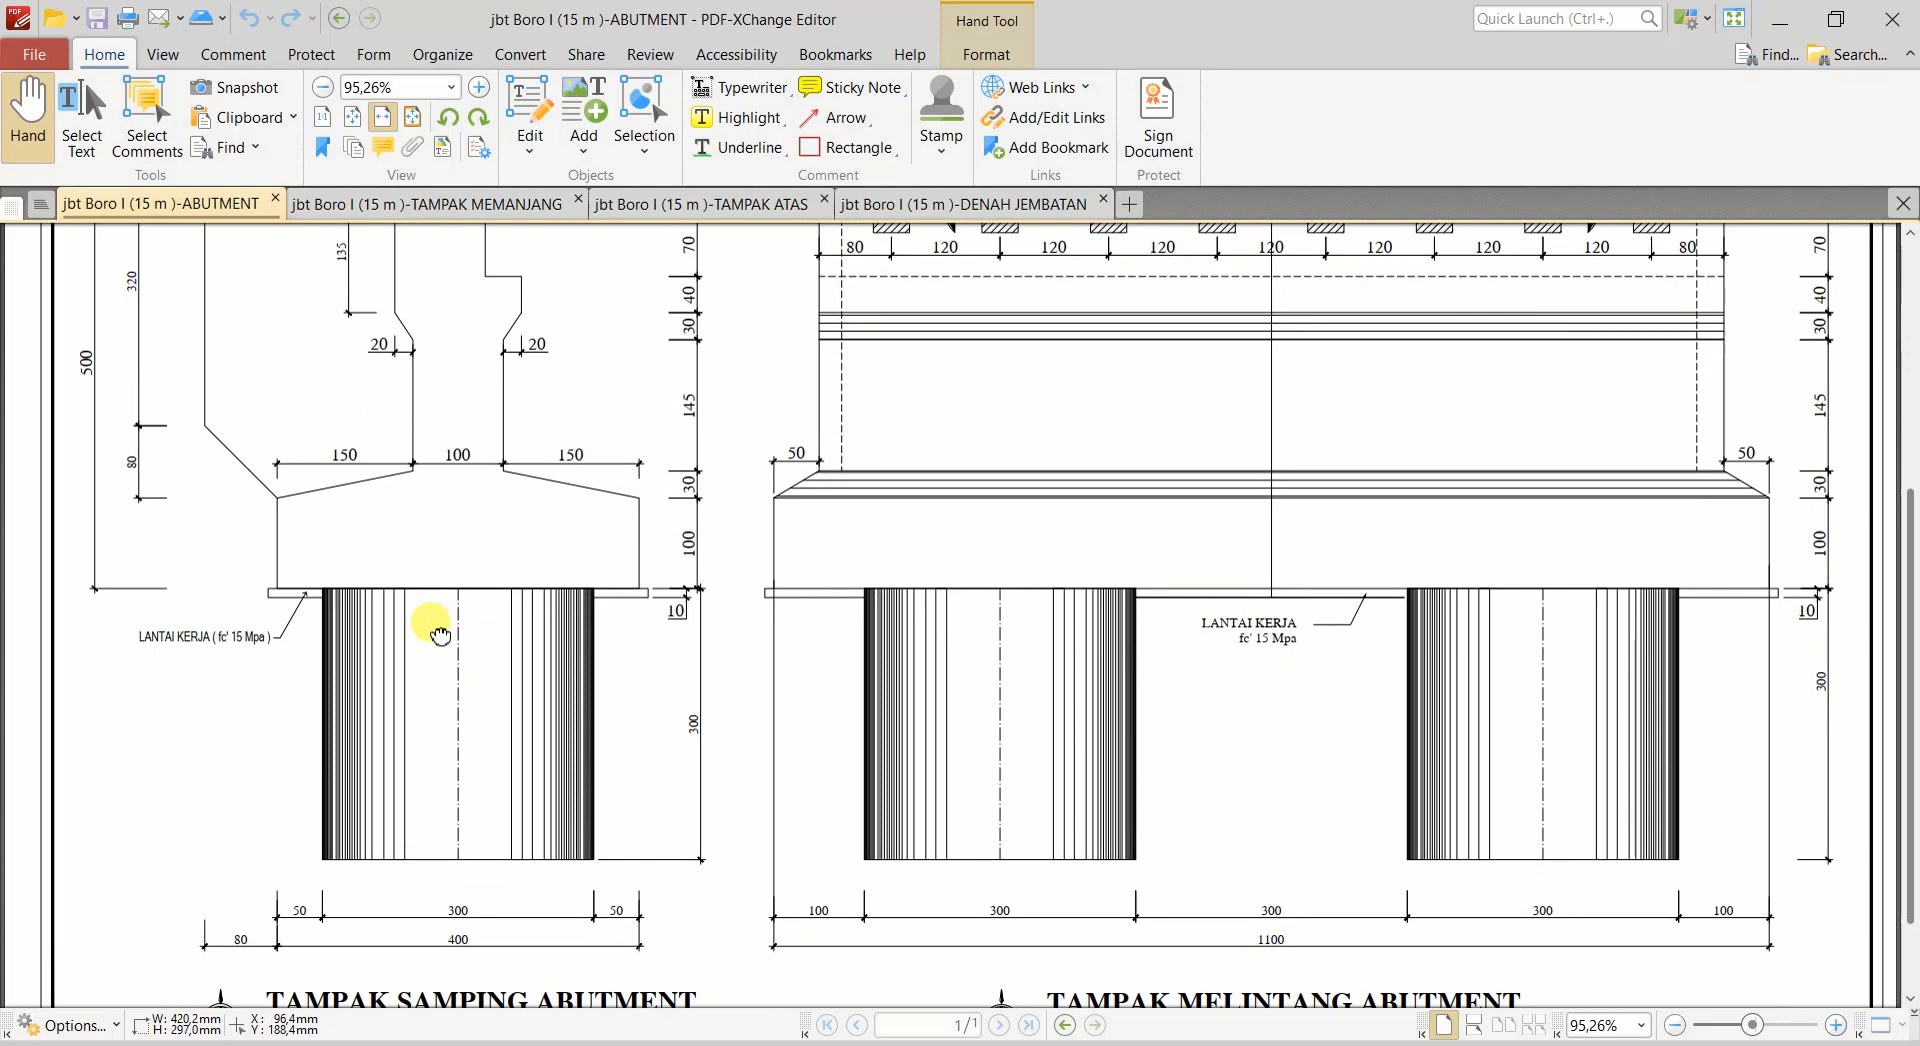 jbt Boro I (15 m )-ABUTMENT - PDF-XChange Editor
Hand Tool
Quick Launch (Ctrl+.)
File
Home
View
Comment
Protect
Form
Organize
Convert
Share
Review
Accessibility
Bookmarks
Help
Format
Find...
Search...
Hand
Select Text
Select Comments
Snapshot
Clipboard
Find
Tools
95,26%
View
Edit
Add
Selection
Objects
Typewriter
Highlight
Underline
Sticky Note
Arrow
Rectangle
Stamp
Comment
Web Links
Add/Edit Links
Add Bookmark
Links
Sign Document
Protect
jbt Boro I (15 m )-ABUTMENT
jbt Boro I (15 m )-TAMPAK MEMANJANG
jbt Boro I (15 m )-TAMPAK ATAS
jbt Boro I (15 m )-DENAH JEMBATAN
135
320
500
80
20
20
150
100
150
70
40
30
145
30
100
10
300
LANTAI KERJA ( fc' 15 Mpa )
50
300
50
80
400
TAMPAK SAMPING ABUTMENT
80
120
120
120
120
120
120
120
80
50
50
70
40
30
145
30
100
10
300
LANTAI KERJA
fc' 15 Mpa
100
300
300
300
100
1100
TAMPAK MELINTANG ABUTMENT
Options...
W: 420,2mm
H: 297,0mm
X: 96,4mm
Y: 188,4mm
1/1
95,26%